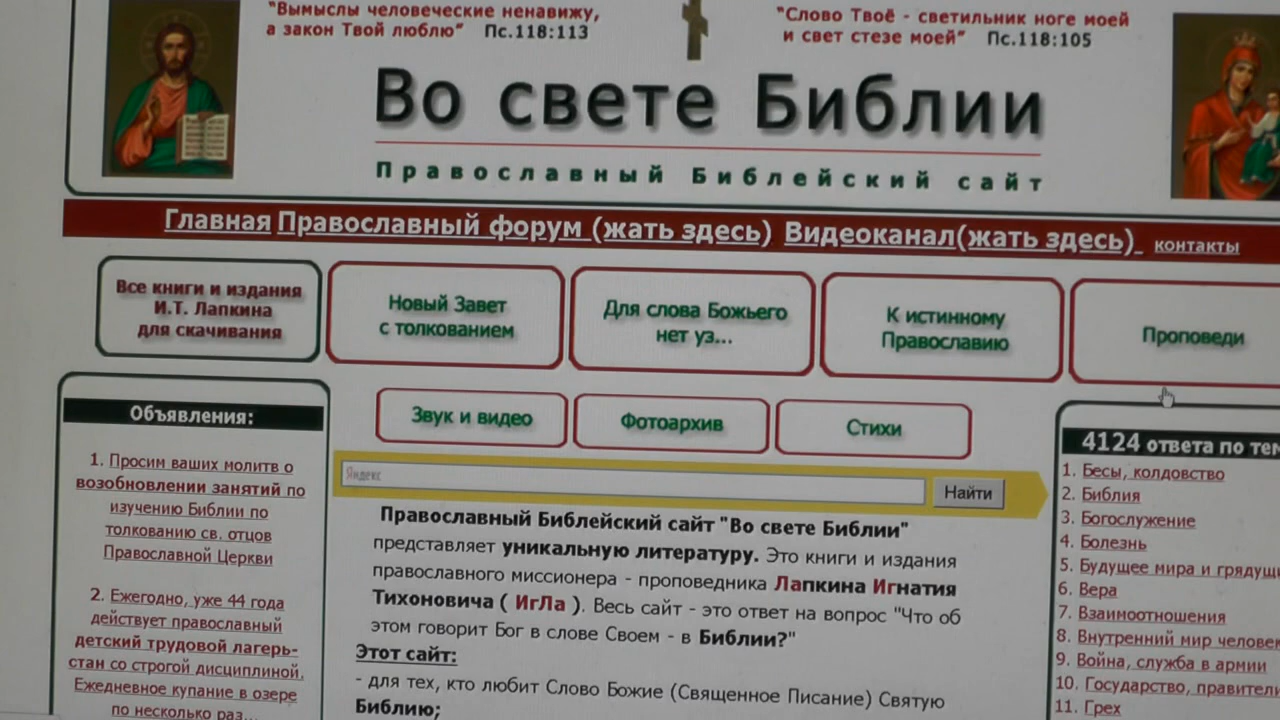 "Вымыслы человеческие ненавижу,
а закон Твой люблю" Пс.118:113
"Слово Твоё - светильник ноге моей
и свет стезе моей" Пс.118:105
Во свете Библии
Православный Библейский сайт
Главная Православный форум (жать здесь) Видеоканал(жать здесь) контакты
Все книги и издания
И.Т. Лапкина
для скачивания
Новый Завет
с толкованием
Для слова Божьего
нет уз...
К истинному
Православию
Проповеди
Звук и видео
Фотоархив
Стихи
Объявления:
1. Просим ваших молитв о
возобновлении занятий по
изучению Библии по
толкованию св. отцов
Православной Церкви
2. Ежегодно, уже 44 года
действует православный
детский трудовой лагерь-
стан со строгой дисциплиной.
Ежедневное купание в озере
по несколько раз...
Яндекс
Найти
Православный Библейский сайт "Во свете Библии"
представляет уникальную литературу. Это книги и издания
православного миссионера - проповедника Лапкина Игнатия
Тихоновича ( ИгЛа ). Весь сайт - это ответ на вопрос "Что об
этом говорит Бог в слове Своем - в Библии?"
Этот сайт:
- для тех, кто любит Слово Божие (Священное Писание) Святую
Библию;
4124 ответа по тем
1. Бесы, колдовство
2. Библия
3. Богослужение
4. Болезнь
5. Будущее мира и грядущ
6. Вера
7. Взаимоотношения
8. Внутренний мир человек
9. Война, служба в армии
10. Государство, правител
11. Грех